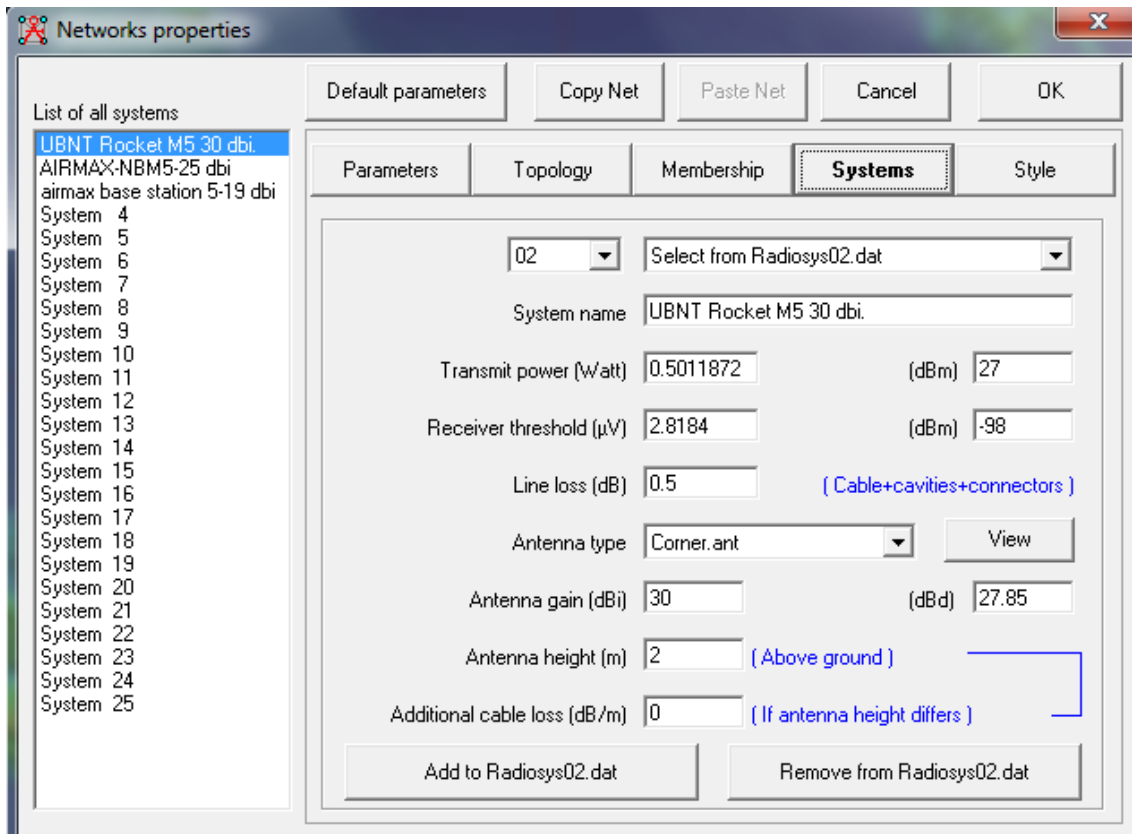 Networks properties
Default parameters Copy Net Paste Net Cancel OK
List of all systems
UBNT Rocket M5 30 dbi.
AIRMAX-NBM5-25 dbi
airmax base station 5-19 dbi
System 4
System 5
System 6
System 7
System 8
System 9
System 10
System 11
System 12
System 13
System 14
System 15
System 16
System 17
System 18
System 19
System 20
System 21
System 22
System 23
System 24
System 25
Parameters Topology Membership Systems Style
02 Select from Radiosys02.dat
System name UBNT Rocket M5 30 dbi.
Transmit power (Watt) 0.5011872 (dBm) 27
Receiver threshold (µV) 2.8184 (dBm) -98
Line loss (dB) 0.5 ( Cable+cavities+connectors )
Antenna type Corner.ant View
Antenna gain (dBi) 30 (dBd) 27.85
Antenna height (m) 2 ( Above ground )
Additional cable loss (dB/m) 0 ( If antenna height differs )
Add to Radiosys02.dat Remove from Radiosys02.dat